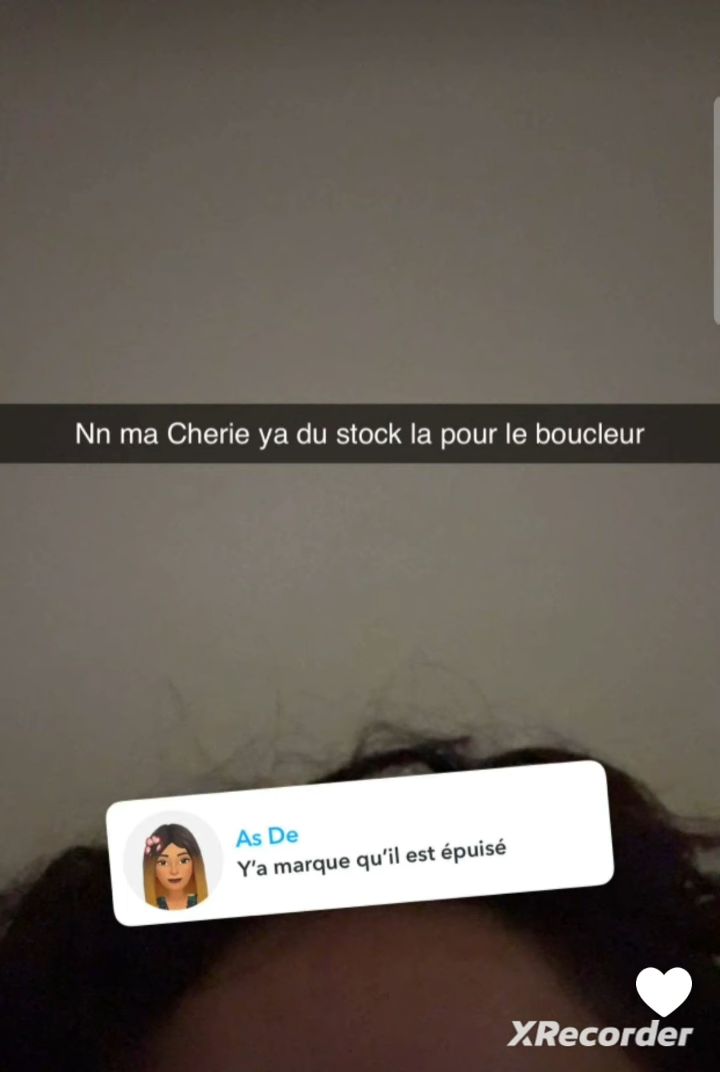 Nn ma Cherie ya du stock la pour le boucleur
As De
Y'a marque qu'il est épuisé
XRecorder